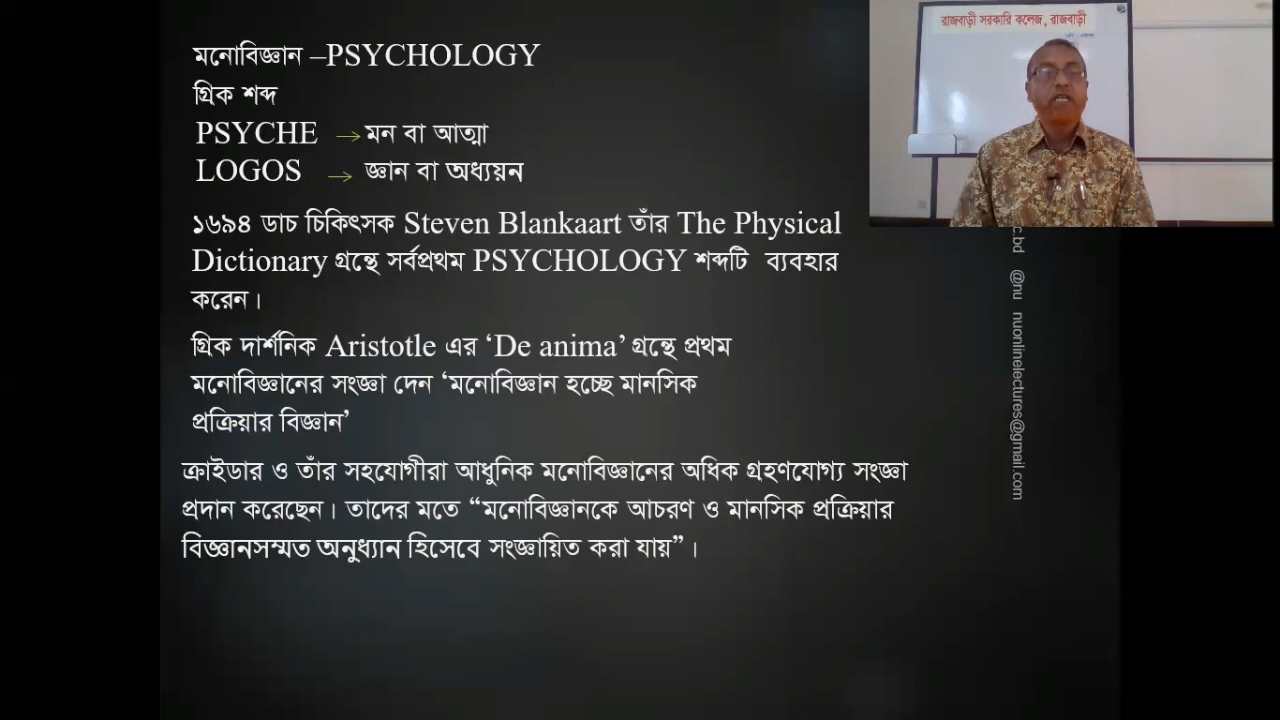 মনোবিজ্ঞান –PSYCHOLOGY
গ্রিক শব্দ
PSYCHE → মন বা আত্মা
LOGOS → জ্ঞান বা অধ্যয়ন
১৬৯৪ ডাচ চিকিৎসক Steven Blankaart তাঁর The Physical
Dictionary গ্রন্থে সর্বপ্রথম PSYCHOLOGY শব্দটি ব্যবহার
করেন।
গ্রিক দার্শনিক Aristotle এর ‘De anima’ গ্রন্থে প্রথম
মনোবিজ্ঞানের সংজ্ঞা দেন ‘মনোবিজ্ঞান হচ্ছে মানসিক
প্রক্রিয়ার বিজ্ঞান’
ক্রাইডার ও তাঁর সহযোগীরা আধুনিক মনোবিজ্ঞানের অধিক গ্রহণযোগ্য সংজ্ঞা
প্রদান করেছেন। তাদের মতে “মনোবিজ্ঞানকে আচরণ ও মানসিক প্রক্রিয়ার
বিজ্ঞানসম্মত অনুধ্যান হিসেবে সংজ্ঞায়িত করা যায়”।
রাজবাড়ী সরকারি কলেজ, রাজবাড়ী
c.bd @nu nuonlinelectures@gmail.com